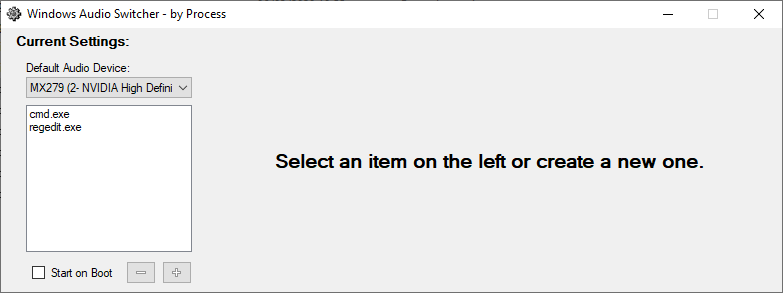 Windows Audio Switcher - by Process
Current Settings:
Default Audio Device:
MX279 (2- NVIDIA High Defini
cmd.exe
regedit.exe
Select an item on the left or create a new one.
Start on Boot